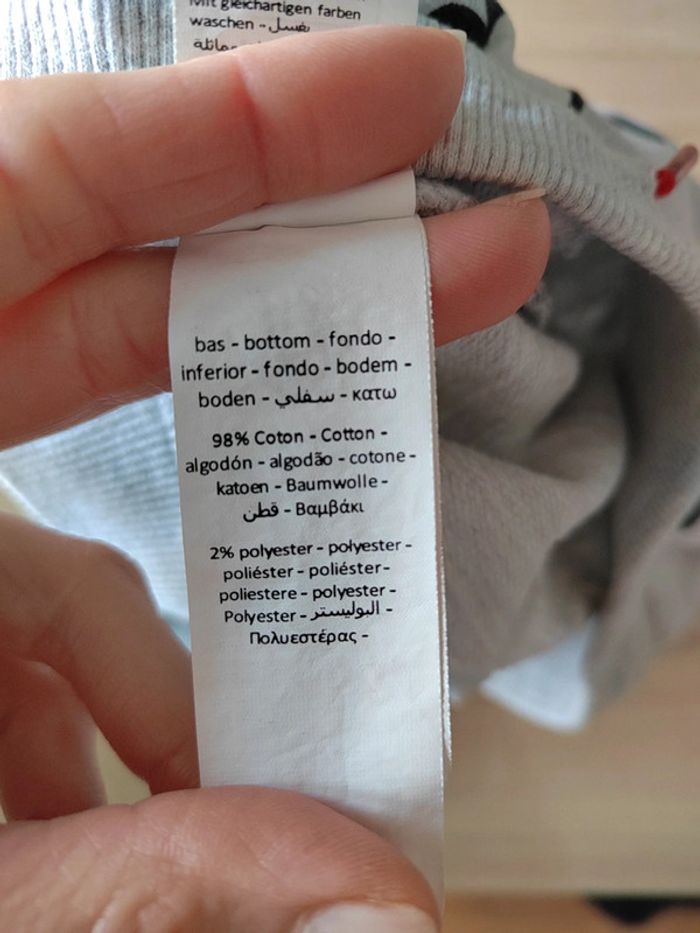 Mit gleichartigen farben
waschen - يغسل
مماثلة
bas - bottom - fondo -
inferior - fondo - bodem -
boden - سفلي - κατω
98% Coton - Cotton -
algodón - algodão - cotone -
katoen - Baumwolle -
قطن - Βαμβάκι
2% polyester - polyester -
poliéster - poliéster-
poliestere - polyester -
Polyester - البوليستر -
Πολυεστέρας -